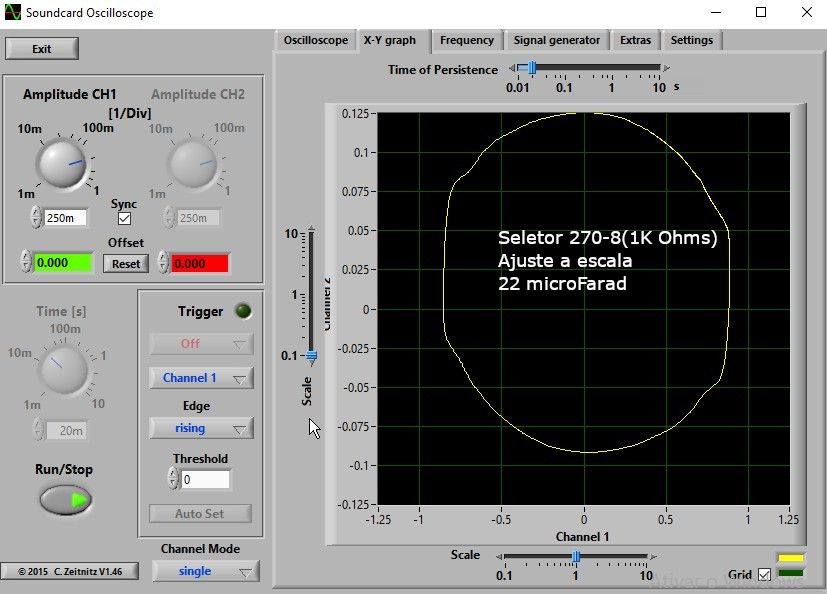 Soundcard Oscilloscope
Exit
Oscilloscope X-Y graph Frequency Signal generator Extras Settings
Time of Persistence
0.01 0.1 1 10 s
Amplitude CH1 Amplitude CH2
[1/Div]
10m 100m 10m 100m
1m 1 1m 1
Sync
250m 250m
Offset
0.000 Reset 0.000
Time [s]
100m
10m 1
1m 10
20m
Run/Stop
Trigger
Off
Channel 1
Edge
rising
Threshold
0
Auto Set
Channel Mode
single
© 2015 C. Zeitnitz V1.46
10
1
0.1
Scale
Channel 2
0.125
0.1
0.075
0.05
0.025
0
-0.025
-0.05
-0.075
-0.1
-0.125
Seletor 270-8(1K Ohms)
Ajuste a escala
22 microFarad
-1.25 -1 -0.5 0 0.5 1 1.25
Channel 1
Scale
0.1 1 10
Grid
Ativar o Windows